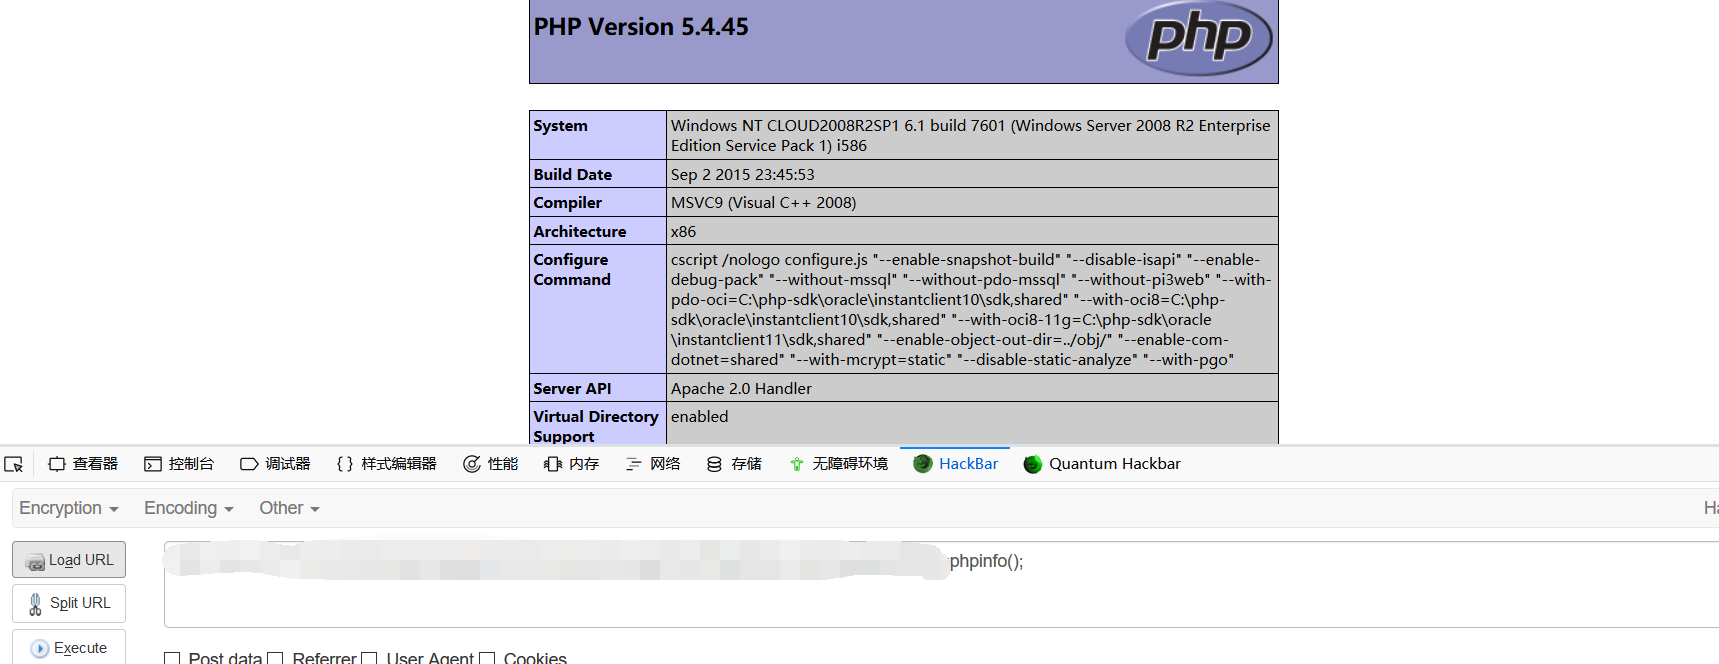 PHP Version 5.4.45
php
System
Windows NT CLOUD2008R2SP1 6.1 build 7601 (Windows Server 2008 R2 Enterprise
Edition Service Pack 1) i586
Build Date
Sep 2 2015 23:45:53
Compiler
MSVC9 (Visual C++ 2008)
Architecture
x86
Configure
Command
cscript /nologo configure.js "--enable-snapshot-build" "--disable-isapi" "--enable-
debug-pack" "--without-mssql" "--without-pdo-mssql" "--without-pi3web" "--with-
pdo-oci=C:\php-sdk\oracle\instantclient10\sdk,shared" "--with-oci8=C:\php-
sdk\oracle\instantclient10\sdk,shared" "--with-oci8-11g=C:\php-sdk\oracle
\instantclient11\sdk,shared" "--enable-object-out-dir=../obj/" "--enable-com-
dotnet=shared" "--with-mcrypt=static" "--disable-static-analyze" "--with-pgo"
Server API
Apache 2.0 Handler
Virtual Directory
Support
enabled
查看器 控制台 调试器 {} 样式编辑器 性能 内存 网络 存储 无障碍环境 HackBar Quantum Hackbar
Encryption Encoding Other
Load URL
phpinfo();
Split URL
Execute
Post data Referrer User Agent Cookies